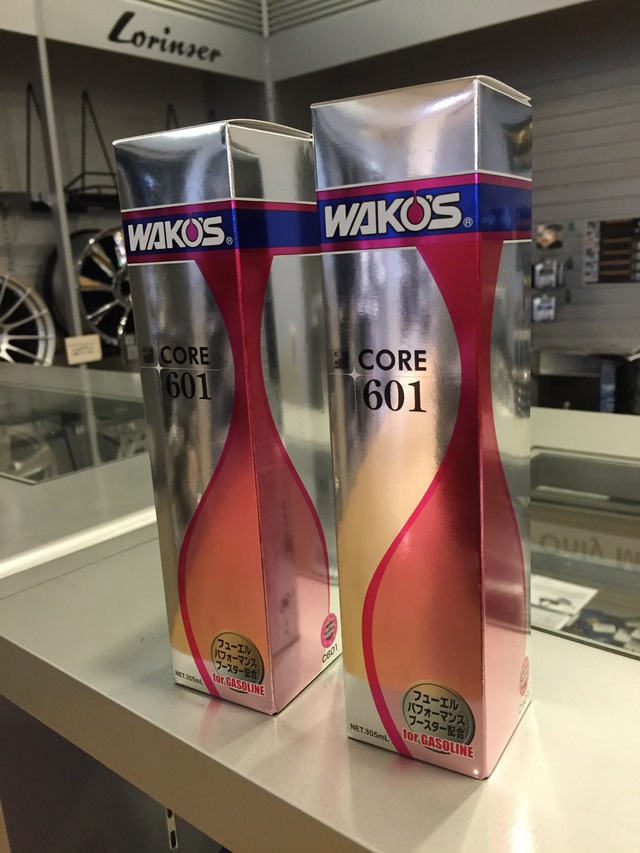 Lorinser
WAKO'S®
CORE
601
フューエル
パフォーマンス
ブースター配合
for GASOLINE
NET.305mL
C601
WAKO'S®
CORE
601
フューエル
パフォーマンス
ブースター配合
for GASOLINE
NET.305mL
Only M